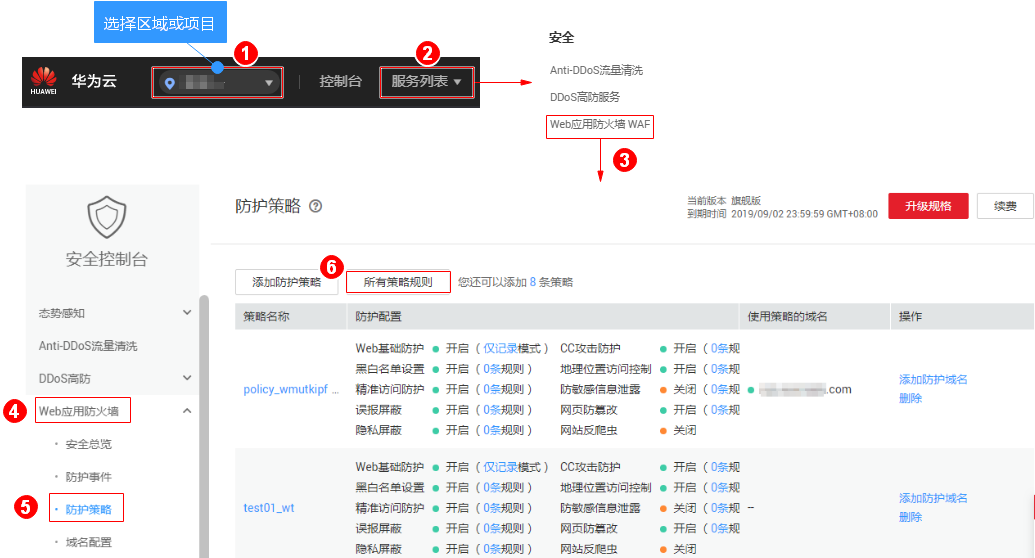 选择区域或项目
1
2
安全
HUAWEI
华为云
控制台
服务列表
Anti-DDoS流量清洗
DDoS高防服务
Web应用防火墙 WAF
3
安全控制台
态势感知
Anti-DDoS流量清洗
DDoS高防
4
Web应用防火墙
安全总览
防护事件
5
防护策略
域名配置
防护策略 ?
当前版本 旗舰版
到期时间 2019/09/02 23:59:59 GMT+08:00
升级规格
续费
6
添加防护策略
所有策略规则
您还可以添加 8 条策略
策略名称 防护配置 使用策略的域名 操作
policy_wmutkipf ...
Web基础防护 开启（仅记录模式） CC攻击防护 开启（0条规
黑白名单设置 开启（0条规则） 地理位置访问控制 开启（0条规
精准访问防护 开启（0条规则） 防敏感信息泄露 关闭（0条规
误报屏蔽 开启（0条规则） 网页防篡改 开启（0条规
隐私屏蔽 开启（0条规则） 网站反爬虫 关闭
.com
添加防护域名
删除
test01_wt
Web基础防护 开启（仅记录模式） CC攻击防护 开启（0条规
黑白名单设置 开启（0条规则） 地理位置访问控制 开启（0条规
精准访问防护 开启（0条规则） 防敏感信息泄露 关闭（0条规
误报屏蔽 开启（0条规则） 网页防篡改 开启（0条规
隐私屏蔽 开启（0条规则） 网站反爬虫 关闭
--
添加防护域名
删除